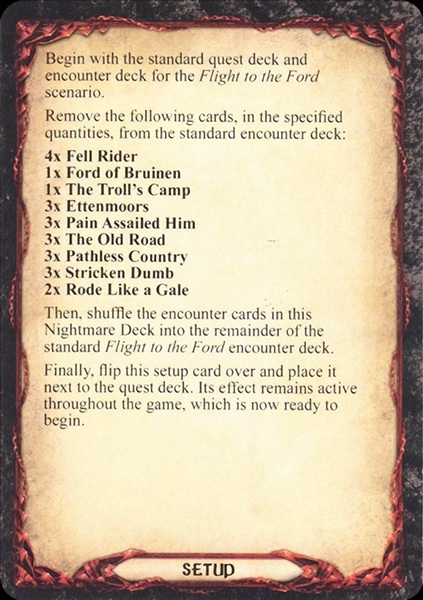 Begin with the standard quest deck and
encounter deck for the Flight to the Ford
scenario.
Remove the following cards, in the specified
quantities, from the standard encounter deck:
4x Fell Rider
1x Ford of Bruinen
1x The Troll's Camp
3x Ettenmoors
3x Pain Assailed Him
3x The Old Road
3x Pathless Country
3x Stricken Dumb
2x Rode Like a Gale
Then, shuffle the encounter cards in this
Nightmare Deck into the remainder of the
standard Flight to the Ford encounter deck.
Finally, flip this setup card over and place it
next to the quest deck. Its effect remains active
throughout the game, which is now ready to
begin.
SETUP